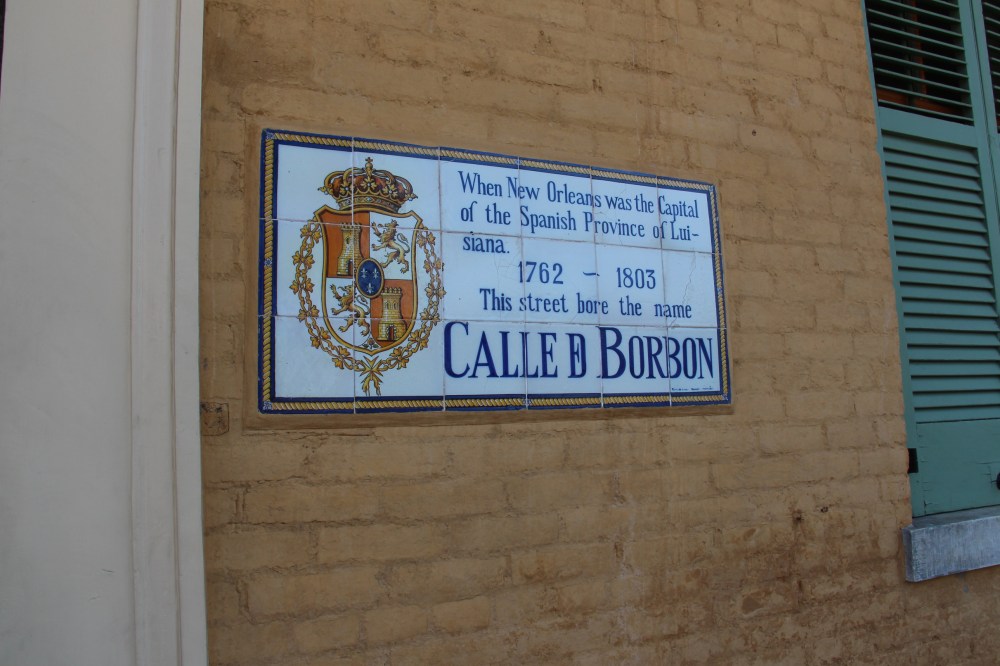 When New Orleans was the Capital
of the Spanish Province of Lui-
siana.
1762 – 1803
This street bore the name
CALLE D BORBON